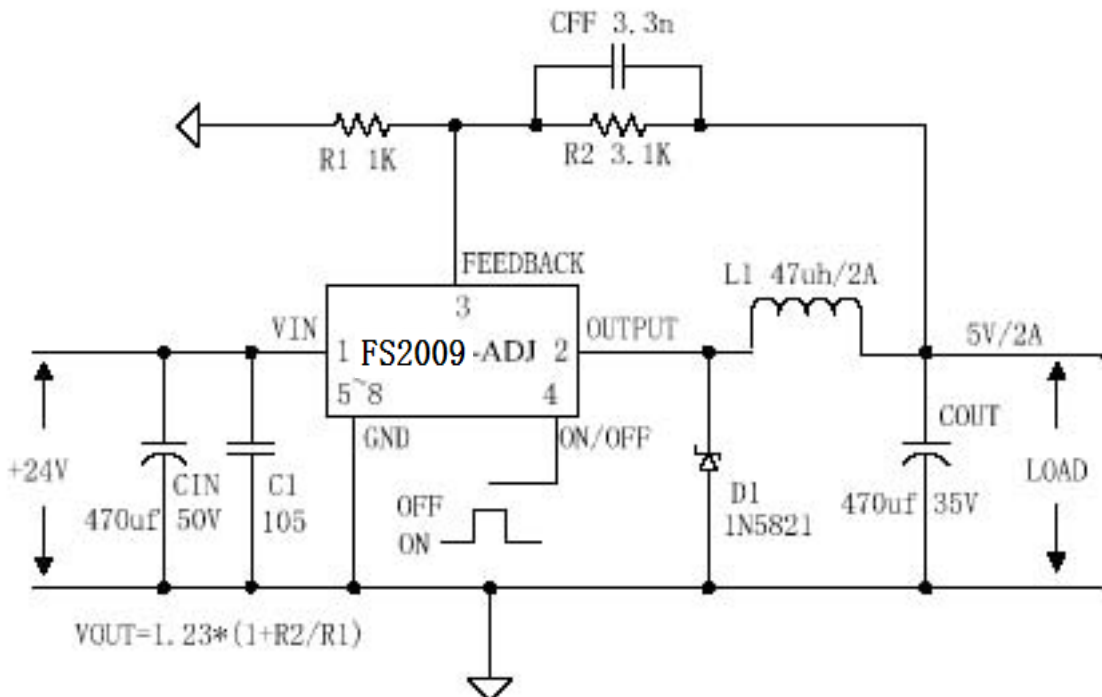 CFF 3.3n
R1 1K
R2 3.1K
FEEDBACK
3
L1 47uh/2A
VIN
OUTPUT
5V/2A
1 FS2009 -ADJ 2
5~8
4
GND
ON/OFF
COUT
+24V
CIN
C1
470uf 50V
105
OFF
ON
D1
1N5821
470uf 35V
LOAD
VOUT=1.23*(1+R2/R1)